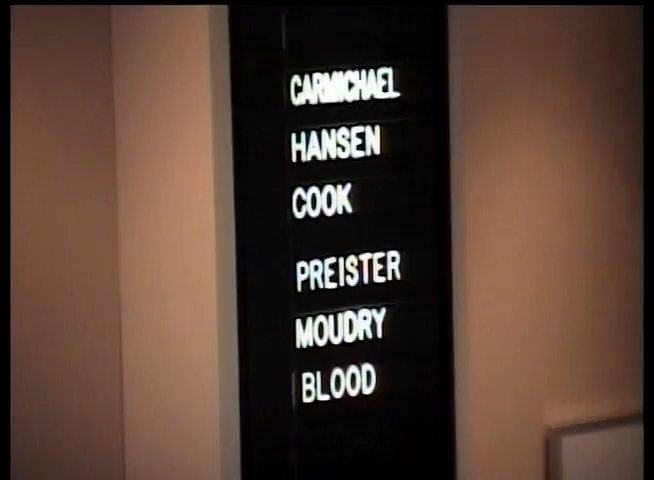 CARMICHAEL
HANSEN
COOK
PREISTER
MOUDRY
BLOOD